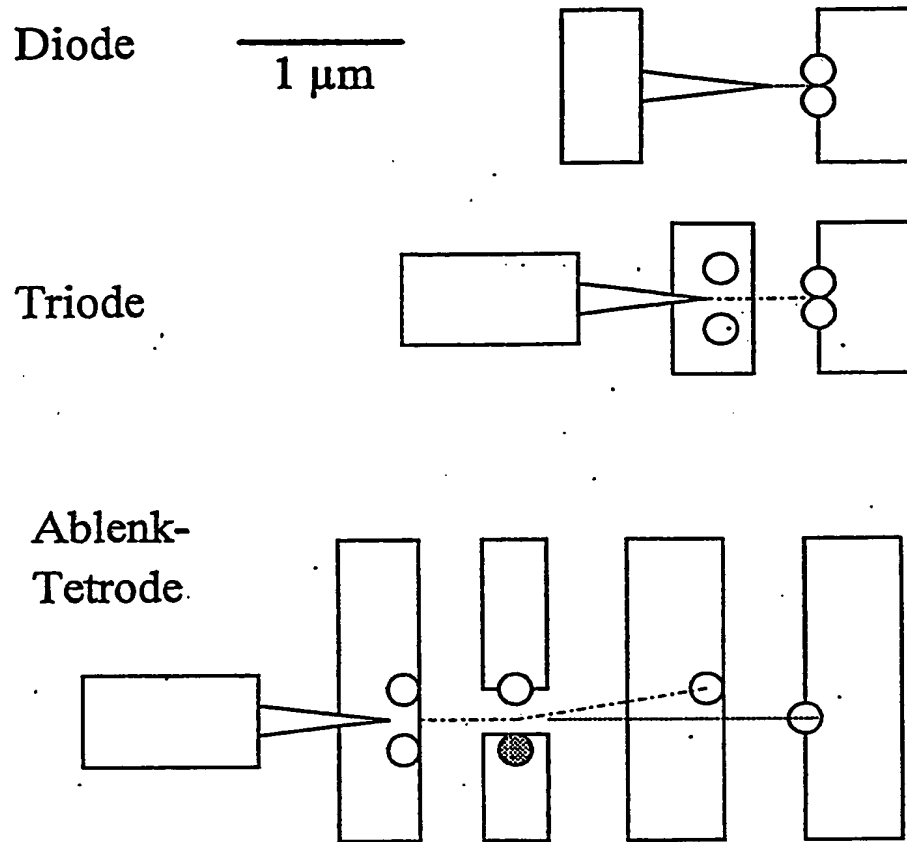 Diode
1 μm
Triode
Ablenk-
Tetrode